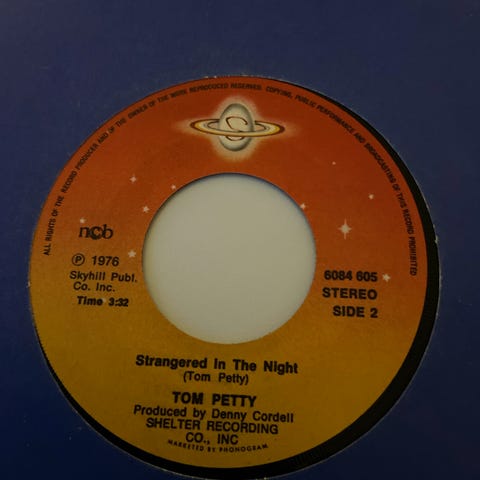 ALL RIGHTS OF THE RECORD PRODUCER AND OF THE OWNER OF THE WORK REPRODUCED RESERVED. COPYING, PUBLIC PERFORMANCE AND BROADCASTING OF THIS RECORD PROHIBITED
S
ncb
Ⓟ 1976
Skyhill Publ.
Co. Inc.
Time 3:32
6084 605
STEREO
SIDE 2
Strangered In The Night
(Tom Petty)
TOM PETTY
Produced by Denny Cordell
SHELTER RECORDING
CO., INC
MARKETED BY PHONOGRAM